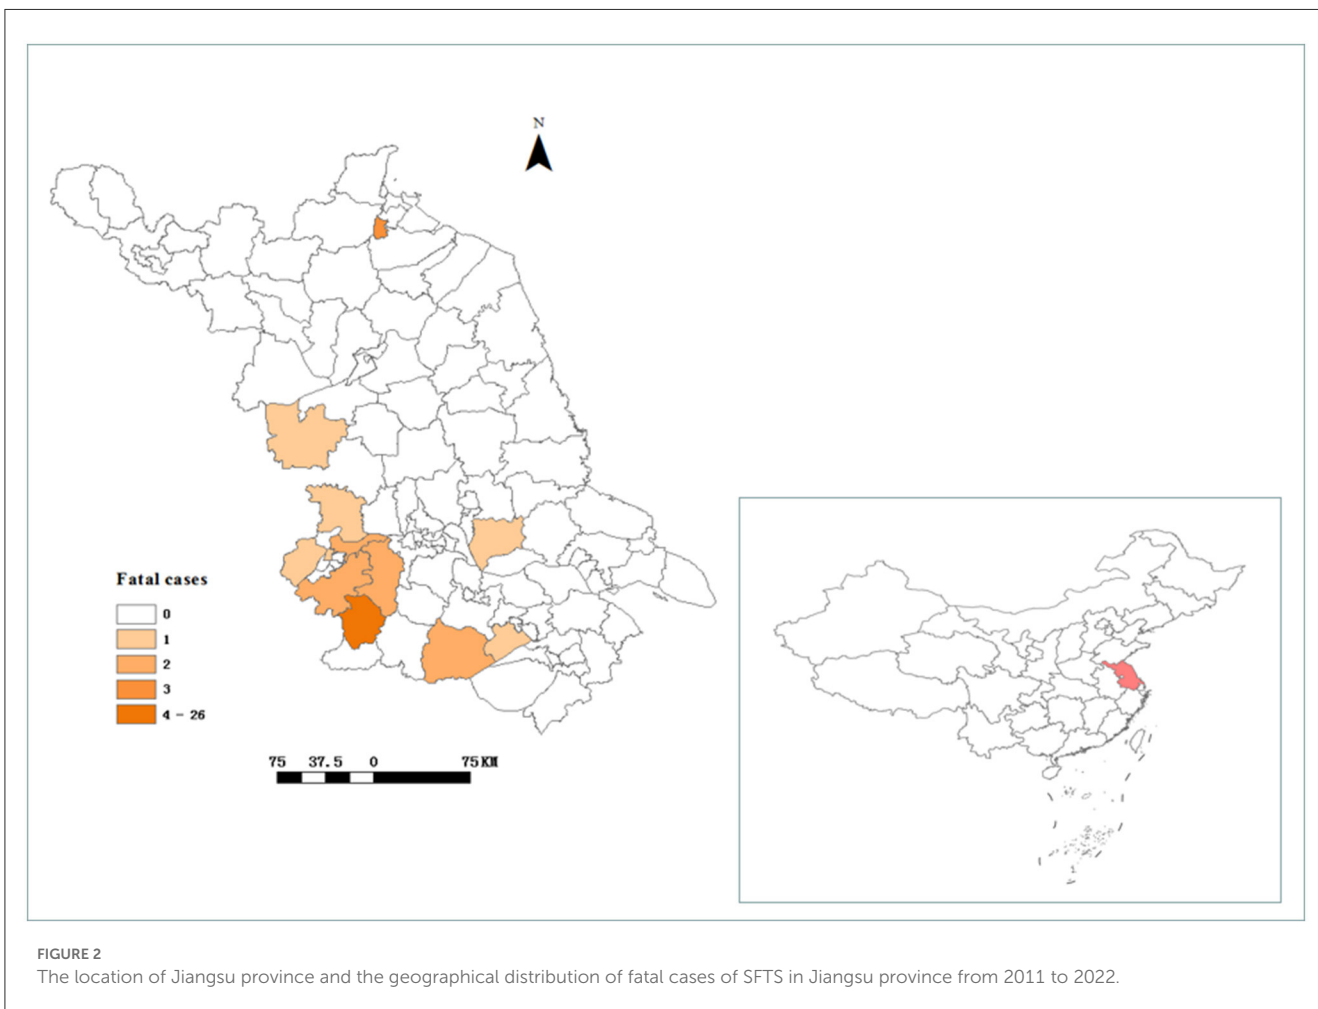 N
Fatal cases
0
1
2
3
4 - 26
75 37.5 0 75 KM
FIGURE 2
The location of Jiangsu province and the geographical distribution of fatal cases of SFTS in Jiangsu province from 2011 to 2022.